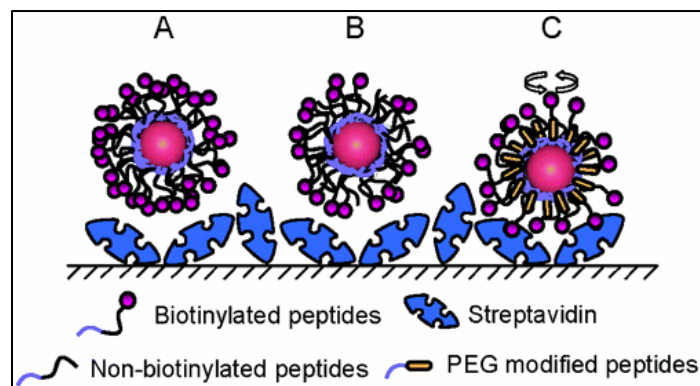 A B C
Biotinylated peptides Streptavidin
Non-biotinylated peptides PEG modified peptides